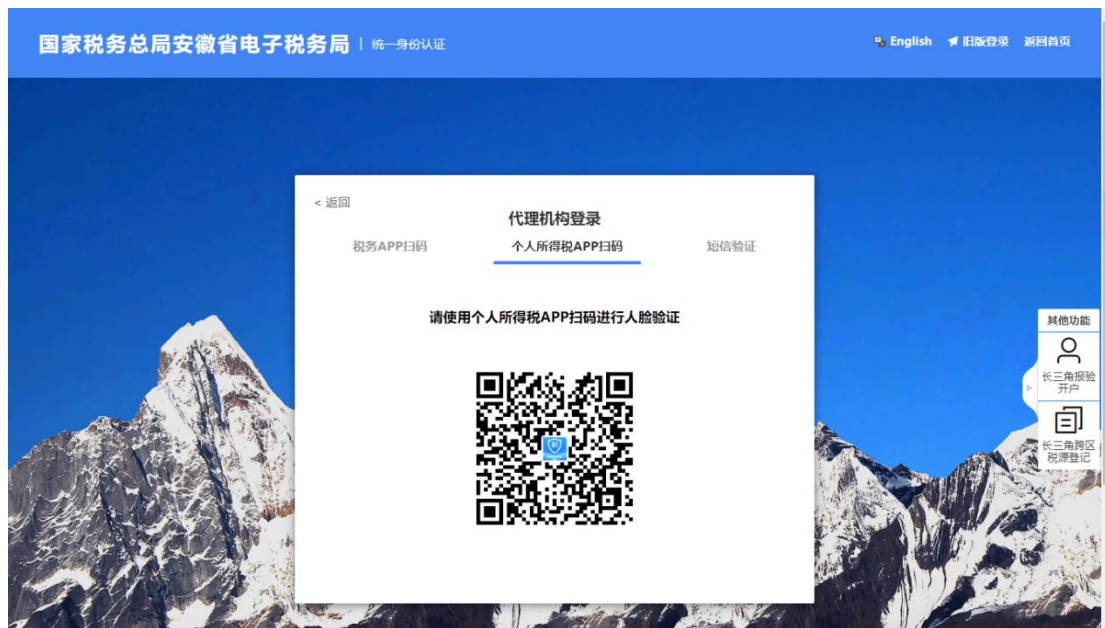 国家税务总局安徽省电子税务局 | 统一身份认证
English 旧版登录 返回首页
< 返回
代理机构登录
税务APP扫码 个人所得税APP扫码 短信验证
请使用个人所得税APP扫码进行人脸验证
其他功能
长三角报验
开户
长三角跨区
税源登记